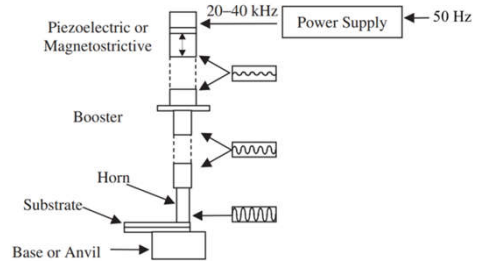 20–40 kHz
Power Supply
50 Hz
Piezoelectric or
Magnetostrictive
Booster
Horn
Substrate
Base or Anvil